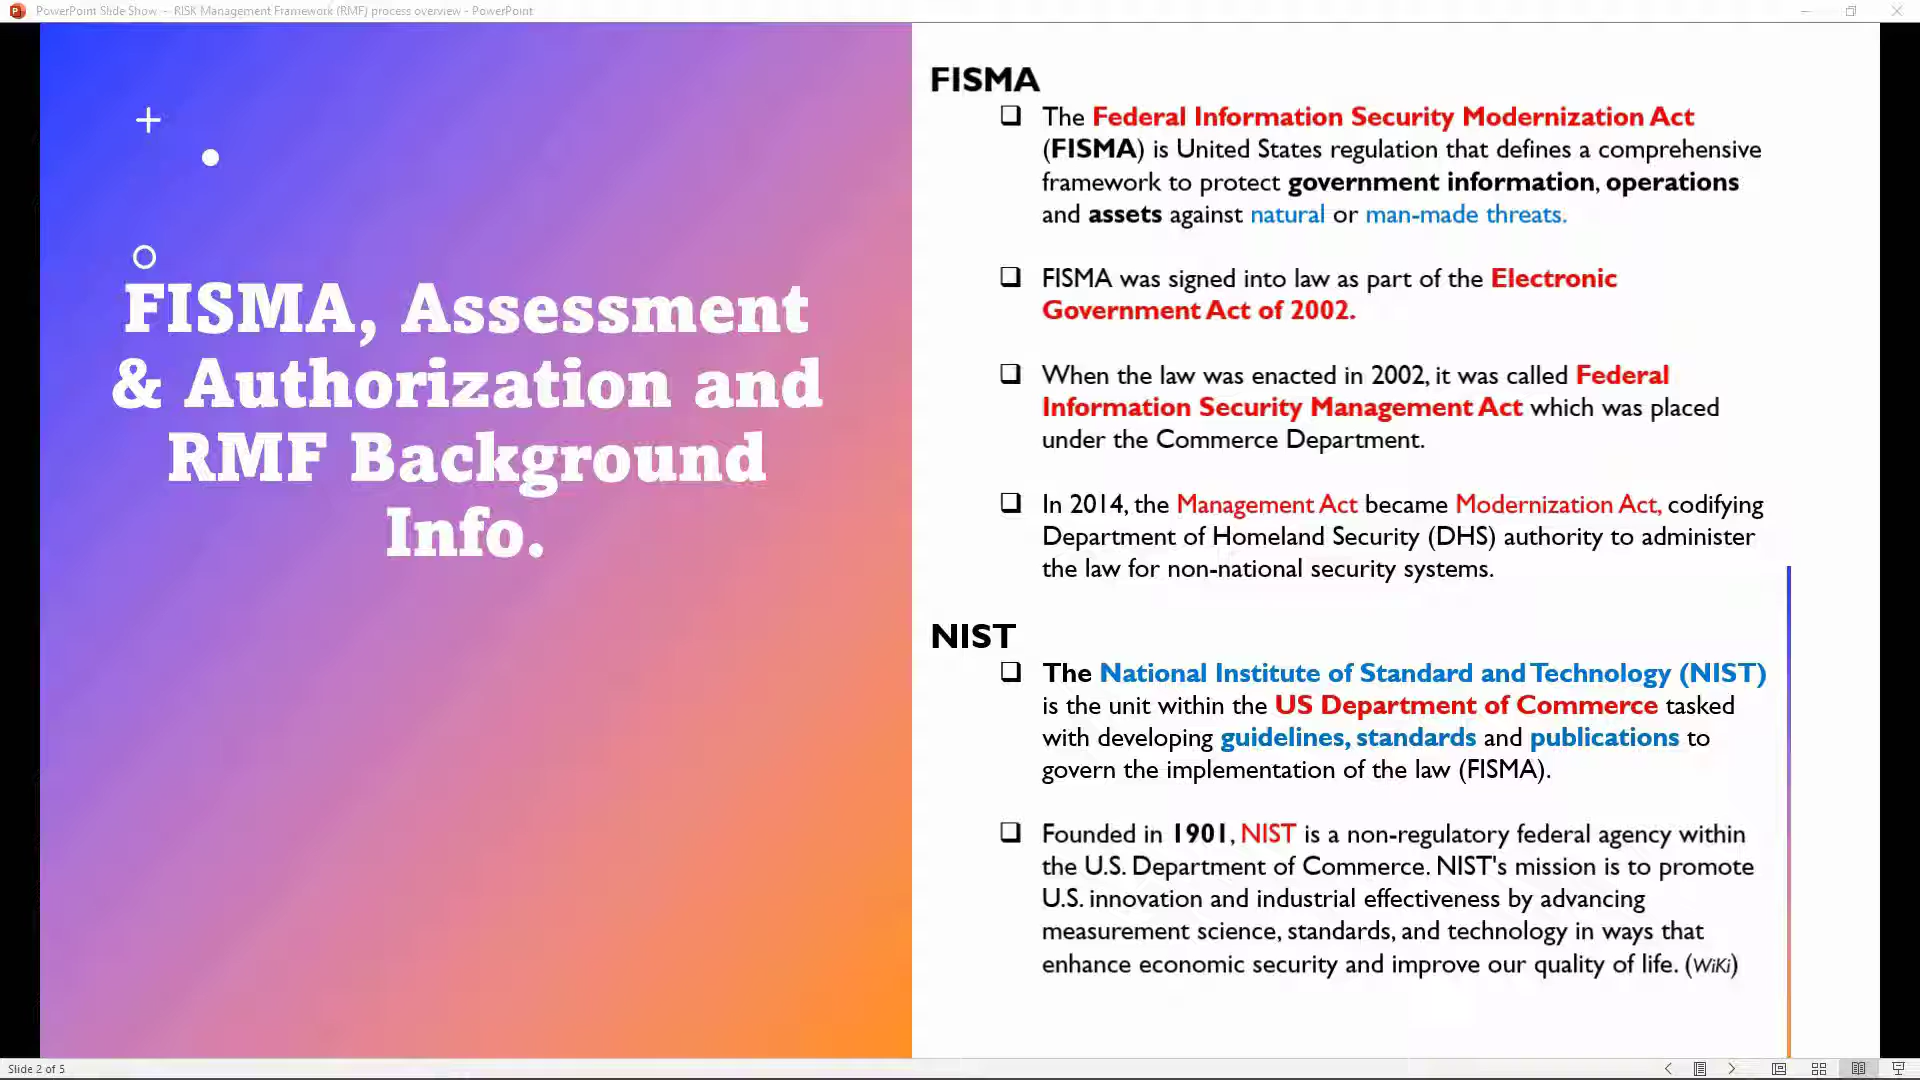 PowerPoint Slide Show - RISK Management Framework (RMF) process overview - PowerPoint
FISMA, Assessment
& Authorization and
RMF Background
Info.
FISMA
The Federal Information Security Modernization Act
(FISMA) is United States regulation that defines a comprehensive
framework to protect government information, operations
and assets against natural or man-made threats.
FISMA was signed into law as part of the Electronic
Government Act of 2002.
When the law was enacted in 2002, it was called Federal
Information Security Management Act which was placed
under the Commerce Department.
In 2014, the Management Act became Modernization Act, codifying
Department of Homeland Security (DHS) authority to administer
the law for non-national security systems.
NIST
The National Institute of Standard and Technology (NIST)
is the unit within the US Department of Commerce tasked
with developing guidelines, standards and publications to
govern the implementation of the law (FISMA).
Founded in 1901, NIST is a non-regulatory federal agency within
the U.S. Department of Commerce. NIST's mission is to promote
U.S. innovation and industrial effectiveness by advancing
measurement science, standards, and technology in ways that
enhance economic security and improve our quality of life. (WiKi)
Slide 2 of 5